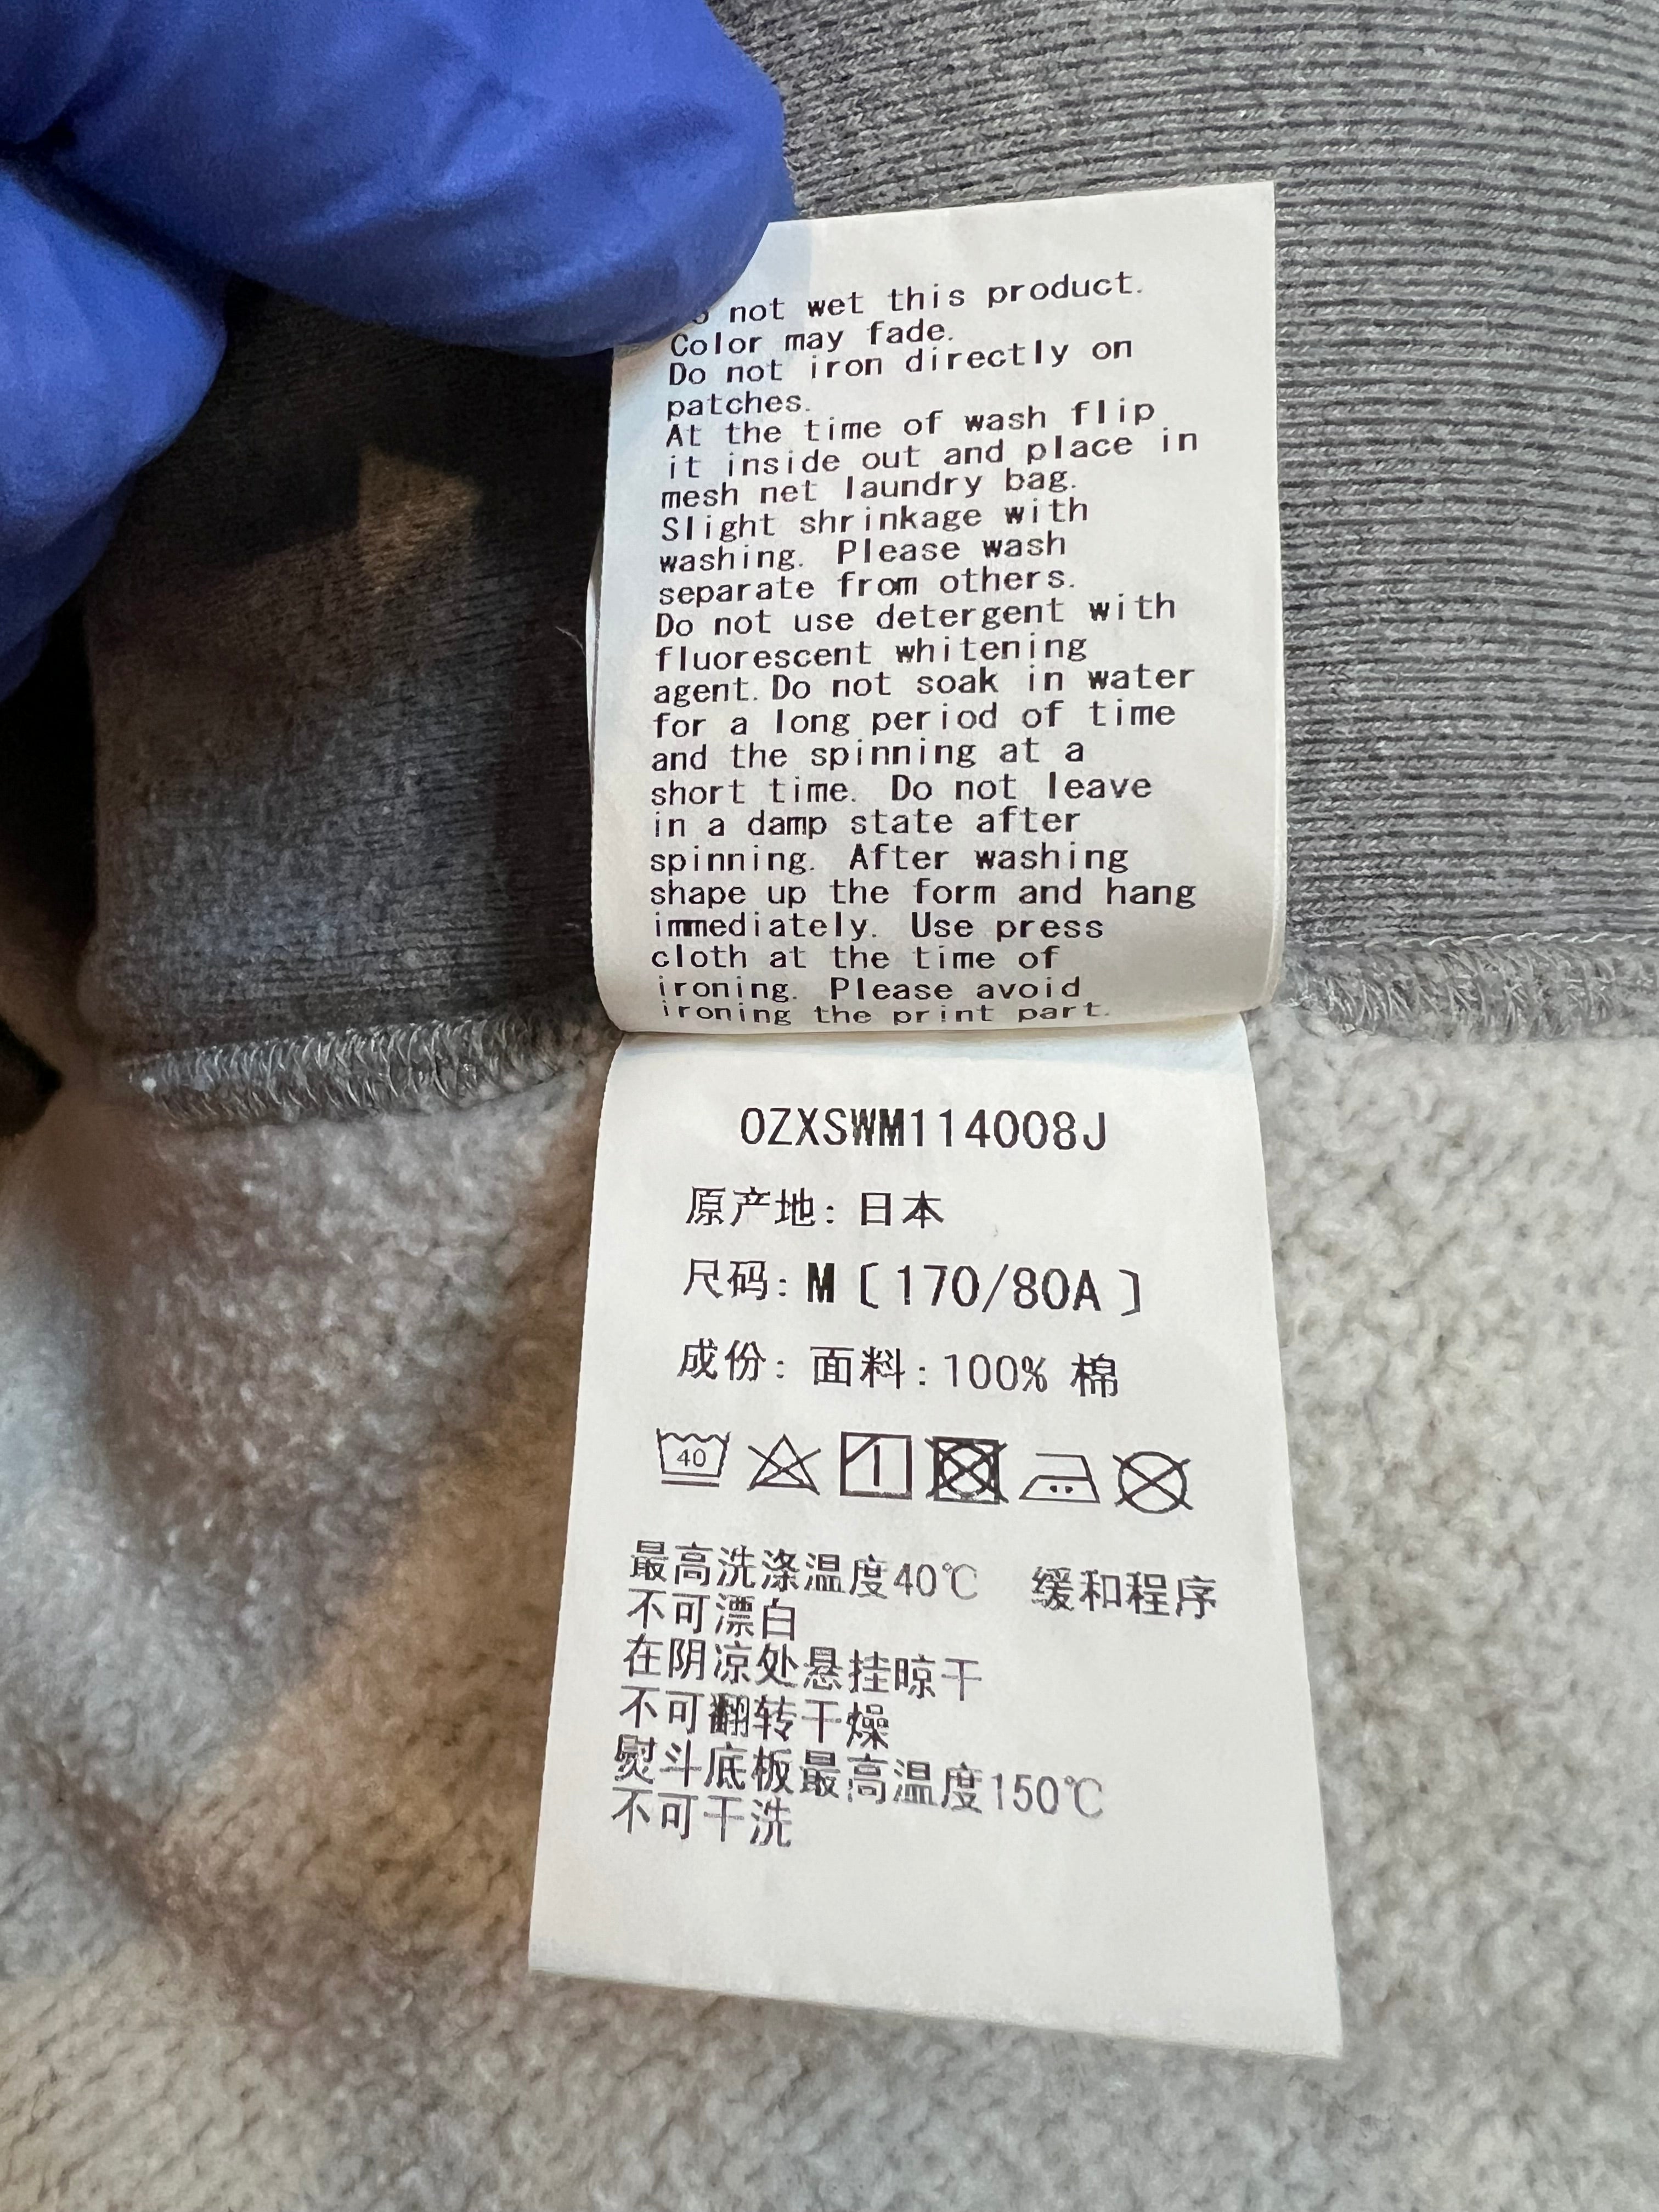 not wet this product.
Color may fade.
Do not iron directly on
patches.
At the time of wash flip
it inside out and place in
mesh net laundry bag.
Slight shrinkage with
washing. Please wash
separate from others.
Do not use detergent with
fluorescent whitening
agent. Do not soak in water
for a long period of time
and the spinning at a
short time. Do not leave
in a damp state after
spinning. After washing
shape up the form and hang
immediately. Use press
cloth at the time of
ironing. Please avoid
ironing the print part.
0ZXSWM114008J
原产地: 日本
尺码: M〔170/80A〕
成份: 面料: 100% 棉
40
最高洗涤温度40℃ 缓和程序
不可漂白
在阴凉处悬挂晾干
不可翻转干燥
熨斗底板最高温度150℃
不可干洗